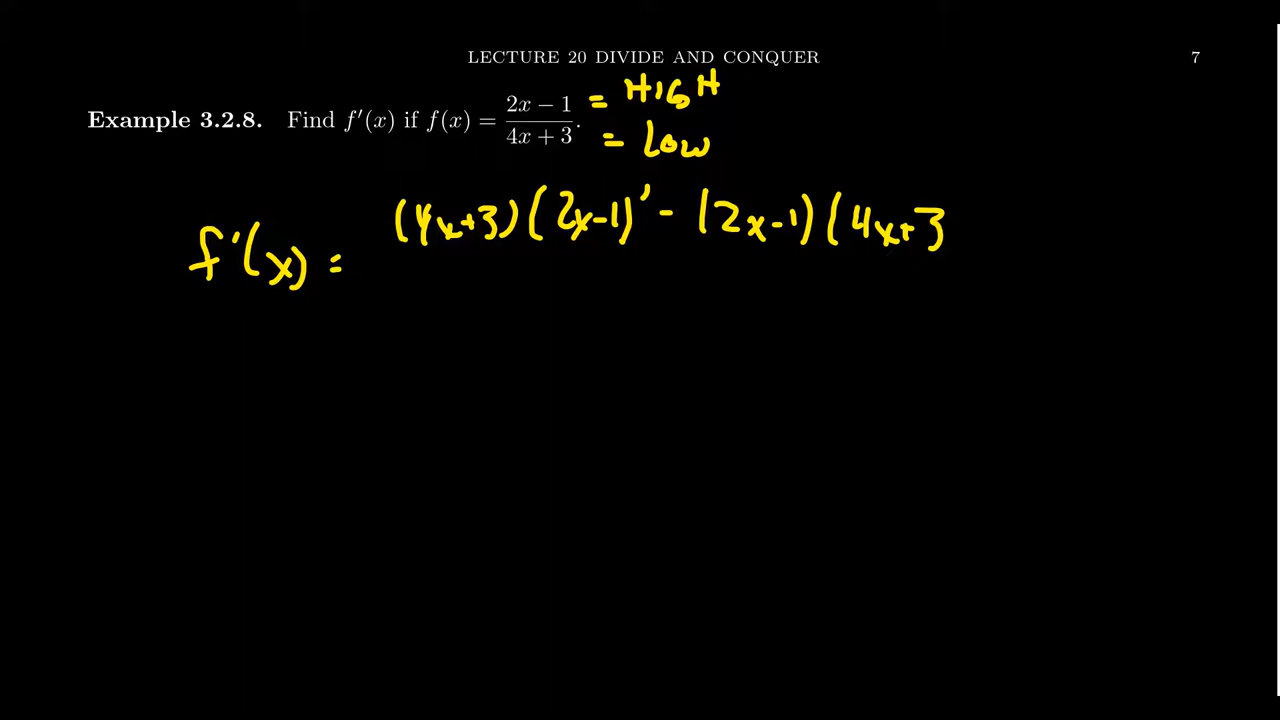 LECTURE 20 DIVIDE AND CONQUER 7
Example 3.2.8. Find f′(x) if f(x) = (2x − 1)/(4x + 3).
= HIGH
= LOW
f'(x) = (4x+3)(2x-1)' - (2x-1)(4x+3